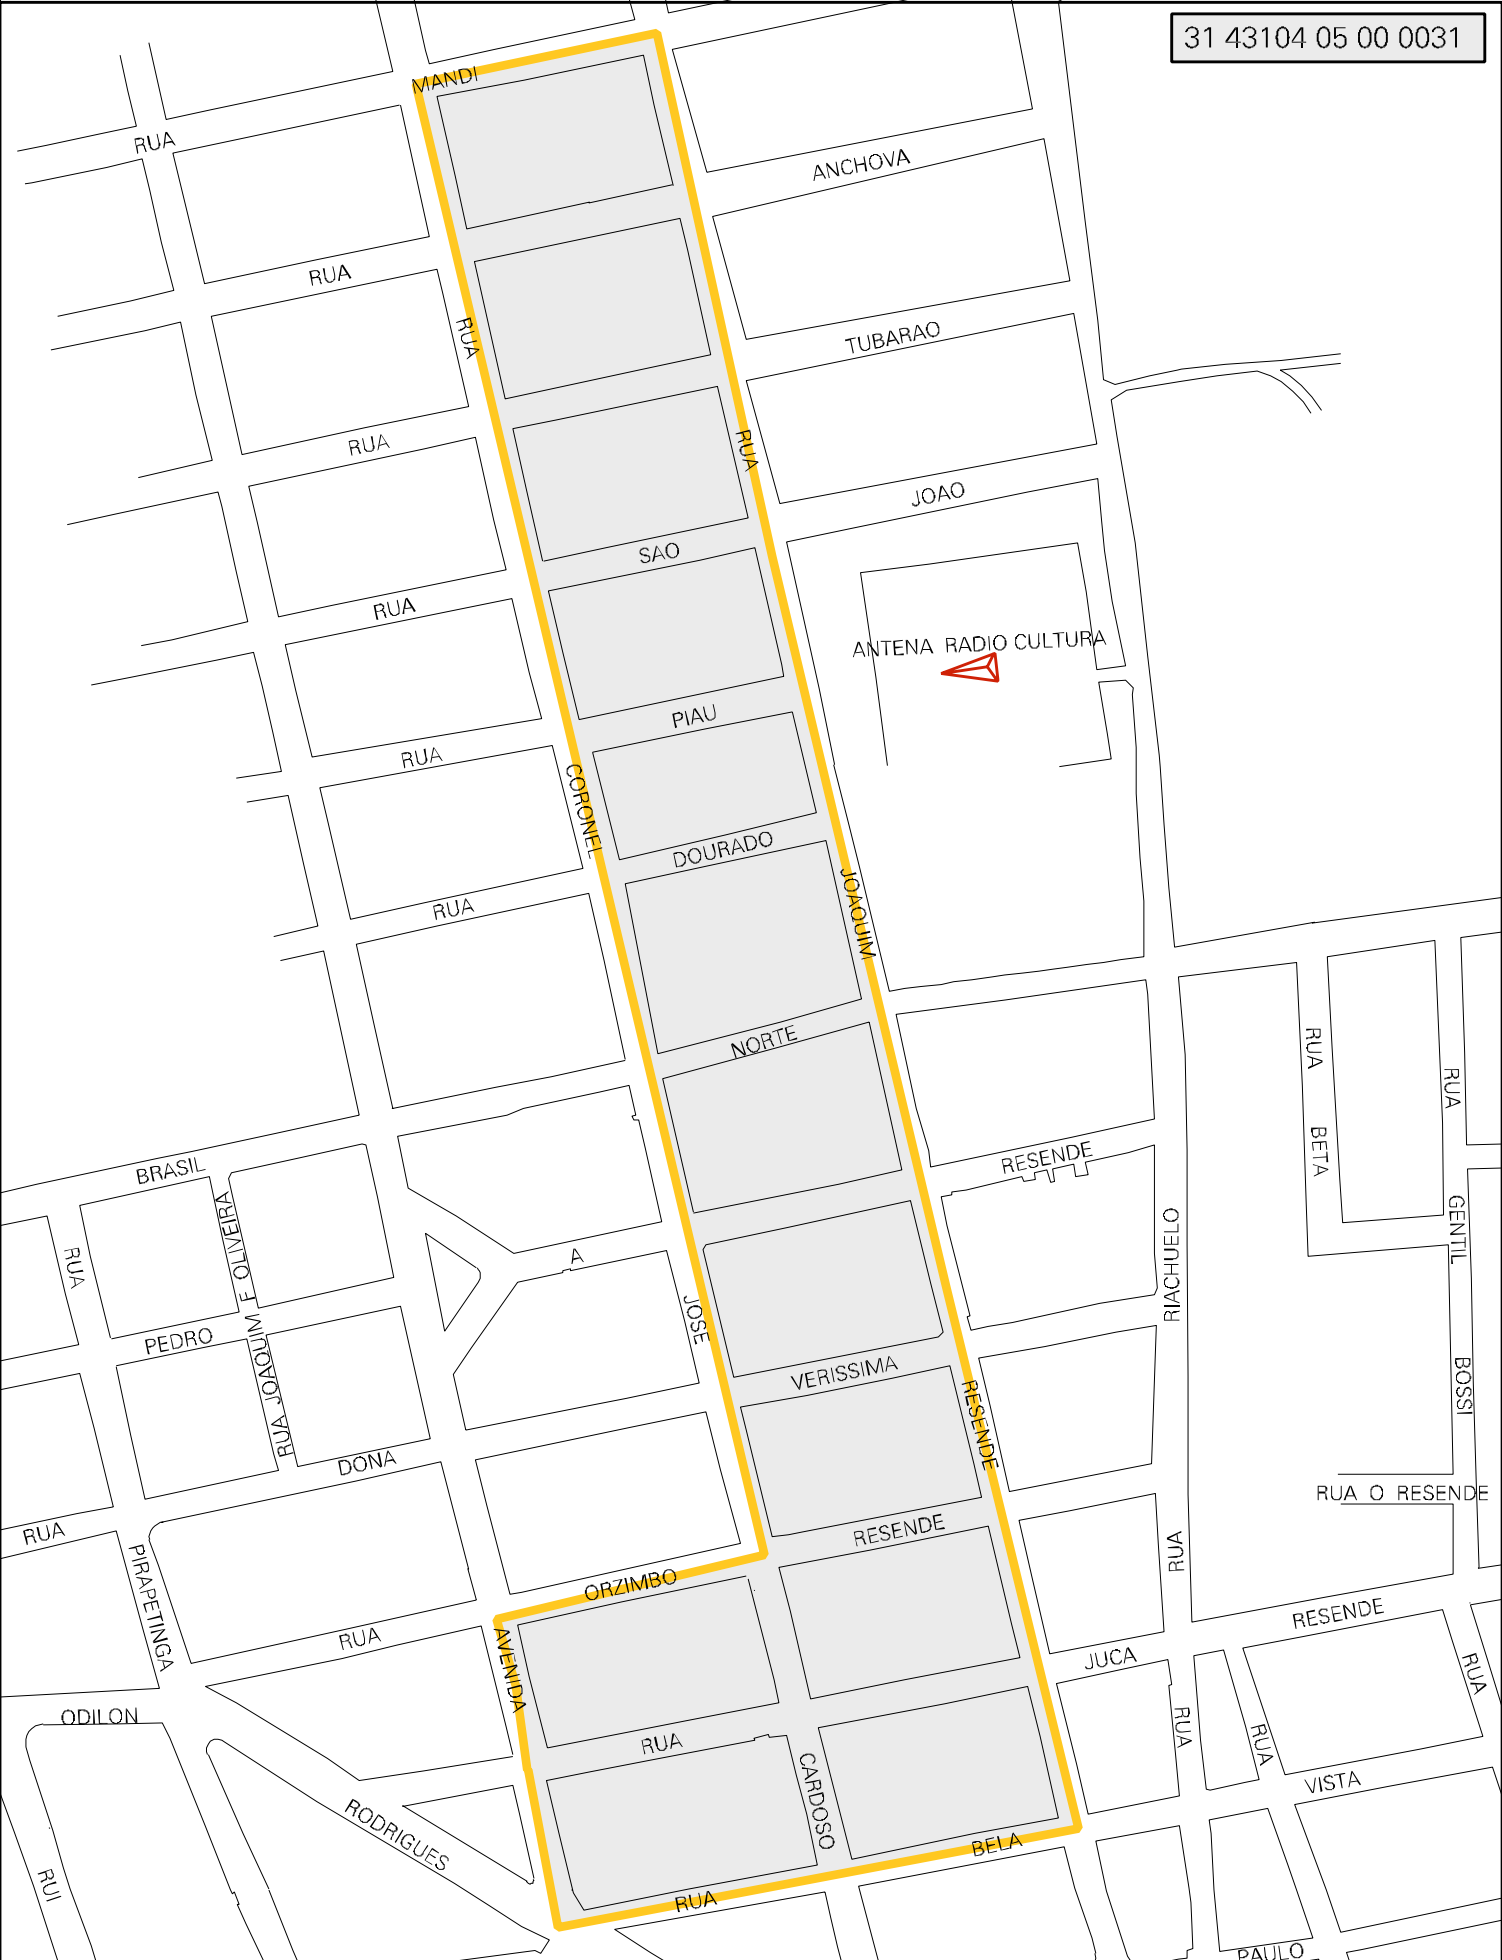 31 43104 05 00 0031
MANDI
RUA
ANCHOVA
RUA
RUA
TUBARAO
RUA
RUA
JOAO
SAO
RUA
ANTENA RADIO CULTURA
PIAU
RUA
CORONEL
DOURADO
JOAQUIM
RUA
NORTE
RUA
RUA
BETA
BRASIL
RESENDE
RUA
RUA JOAQUIM E OLIVEIRA
A
RIACHUELO
GENTIL
PEDRO
JOSE
VERISSIMA
BOSSI
RESENDE
DONA
RUA O RESENDE
RUA
RESENDE
RUA
PIRAPETINGA
ORZIMBO
RESENDE
RUA
AVENIDA
JUCA
RUA
ODILON
RUA
RUA
RUA
CARDOSO
VISTA
RODRIGUES
BELA
RUI
RUA
PAULO